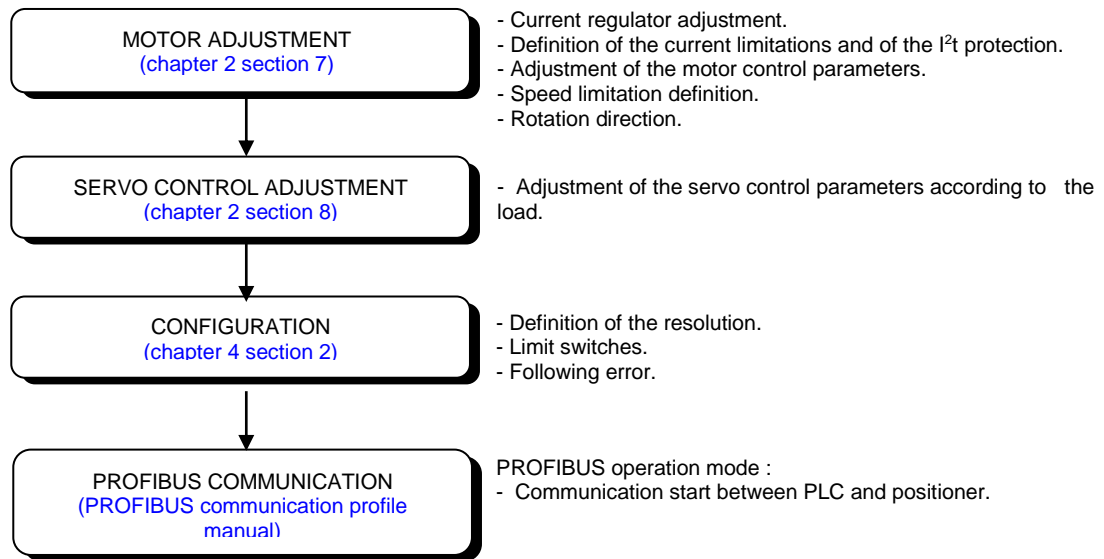 MOTOR ADJUSTMENT
(chapter 2 section 7)
- Current regulator adjustment.
- Definition of the current limitations and of the I²t protection.
- Adjustment of the motor control parameters.
- Speed limitation definition.
- Rotation direction.
SERVO CONTROL ADJUSTMENT
(chapter 2 section 8)
- Adjustment of the servo control parameters according to the
load.
CONFIGURATION
(chapter 4 section 2)
- Definition of the resolution.
- Limit switches.
- Following error.
PROFIBUS COMMUNICATION
(PROFIBUS communication profile
manual)
PROFIBUS operation mode :
- Communication start between PLC and positioner.